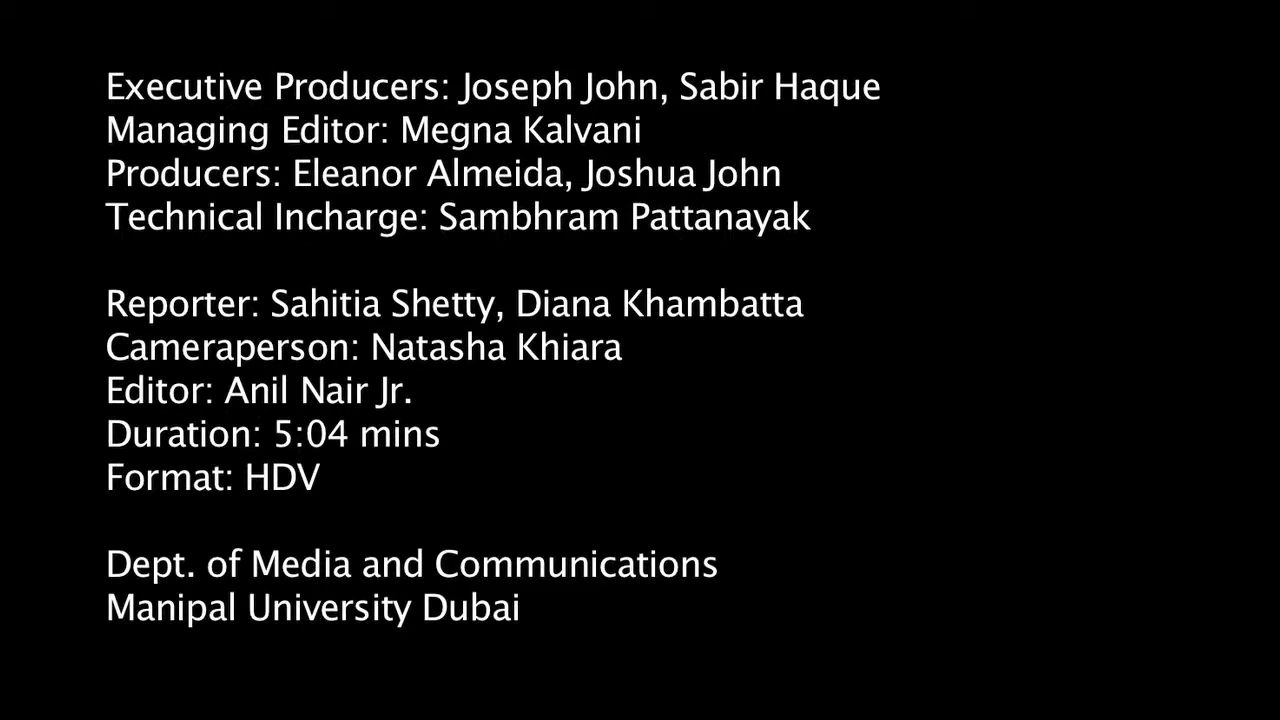 Executive Producers: Joseph John, Sabir Haque
Managing Editor: Megna Kalvani
Producers: Eleanor Almeida, Joshua John
Technical Incharge: Sambhram Pattanayak
Reporter: Sahitia Shetty, Diana Khambatta
Cameraperson: Natasha Khiara
Editor: Anil Nair Jr.
Duration: 5:04 mins
Format: HDV
Dept. of Media and Communications
Manipal University Dubai